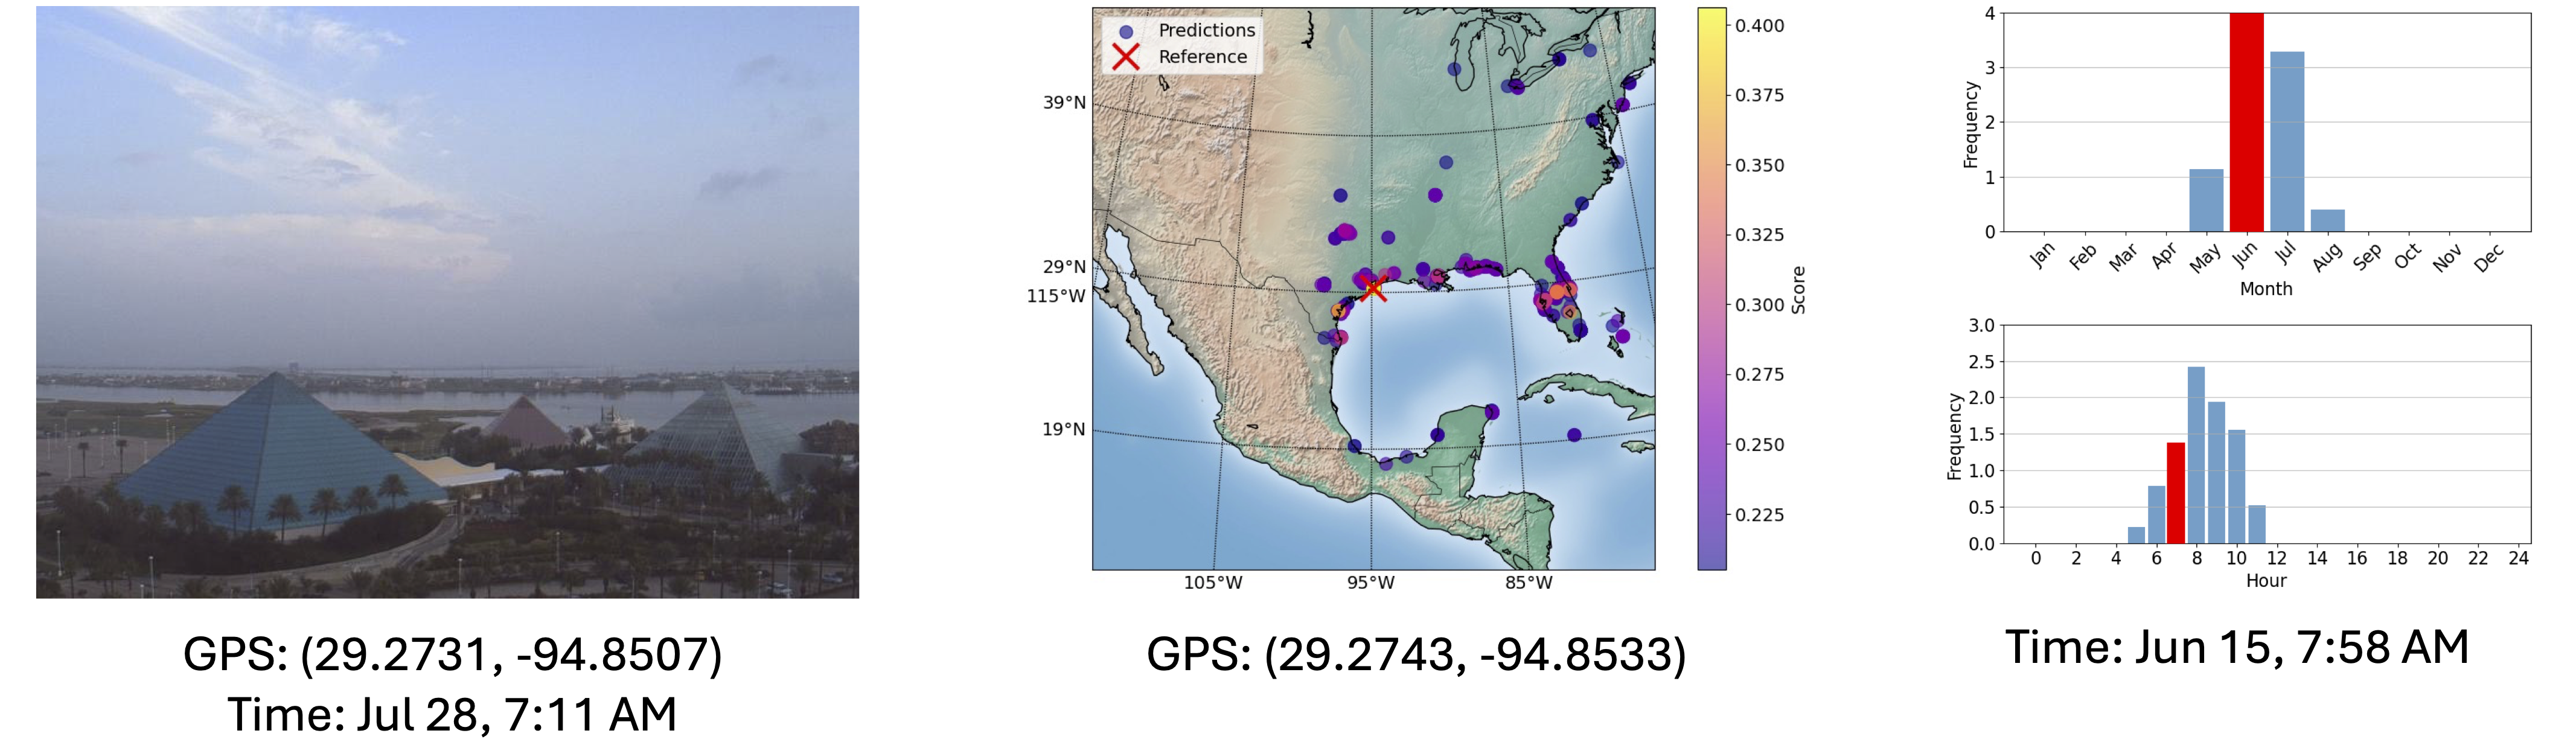 GPS: (29.2731, -94.8507)
Time: Jul 28, 7:11 AM
Predictions
Reference
39°N
29°N
115°W
19°N
105°W
95°W
85°W
0.400
0.375
0.350
0.325
0.300
0.275
0.250
0.225
Score
GPS: (29.2743, -94.8533)
Frequency
4
3
2
1
0
Jan Feb Mar Apr May Jun Jul Aug Sep Oct Nov Dec
Month
Frequency
3.0
2.5
2.0
1.5
1.0
0.5
0.0
0 2 4 6 8 10 12 14 16 18 20 22 24
Hour
Time: Jun 15, 7:58 AM